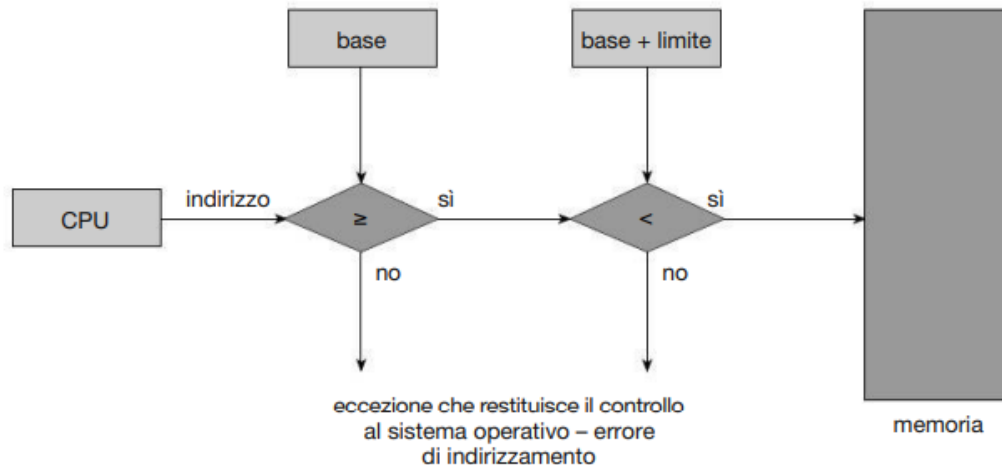 base
base + limite
CPU
indirizzo
≥
sì
<
sì
no
no
eccezione che restituisce il controllo
al sistema operativo – errore
di indirizzamento
memoria